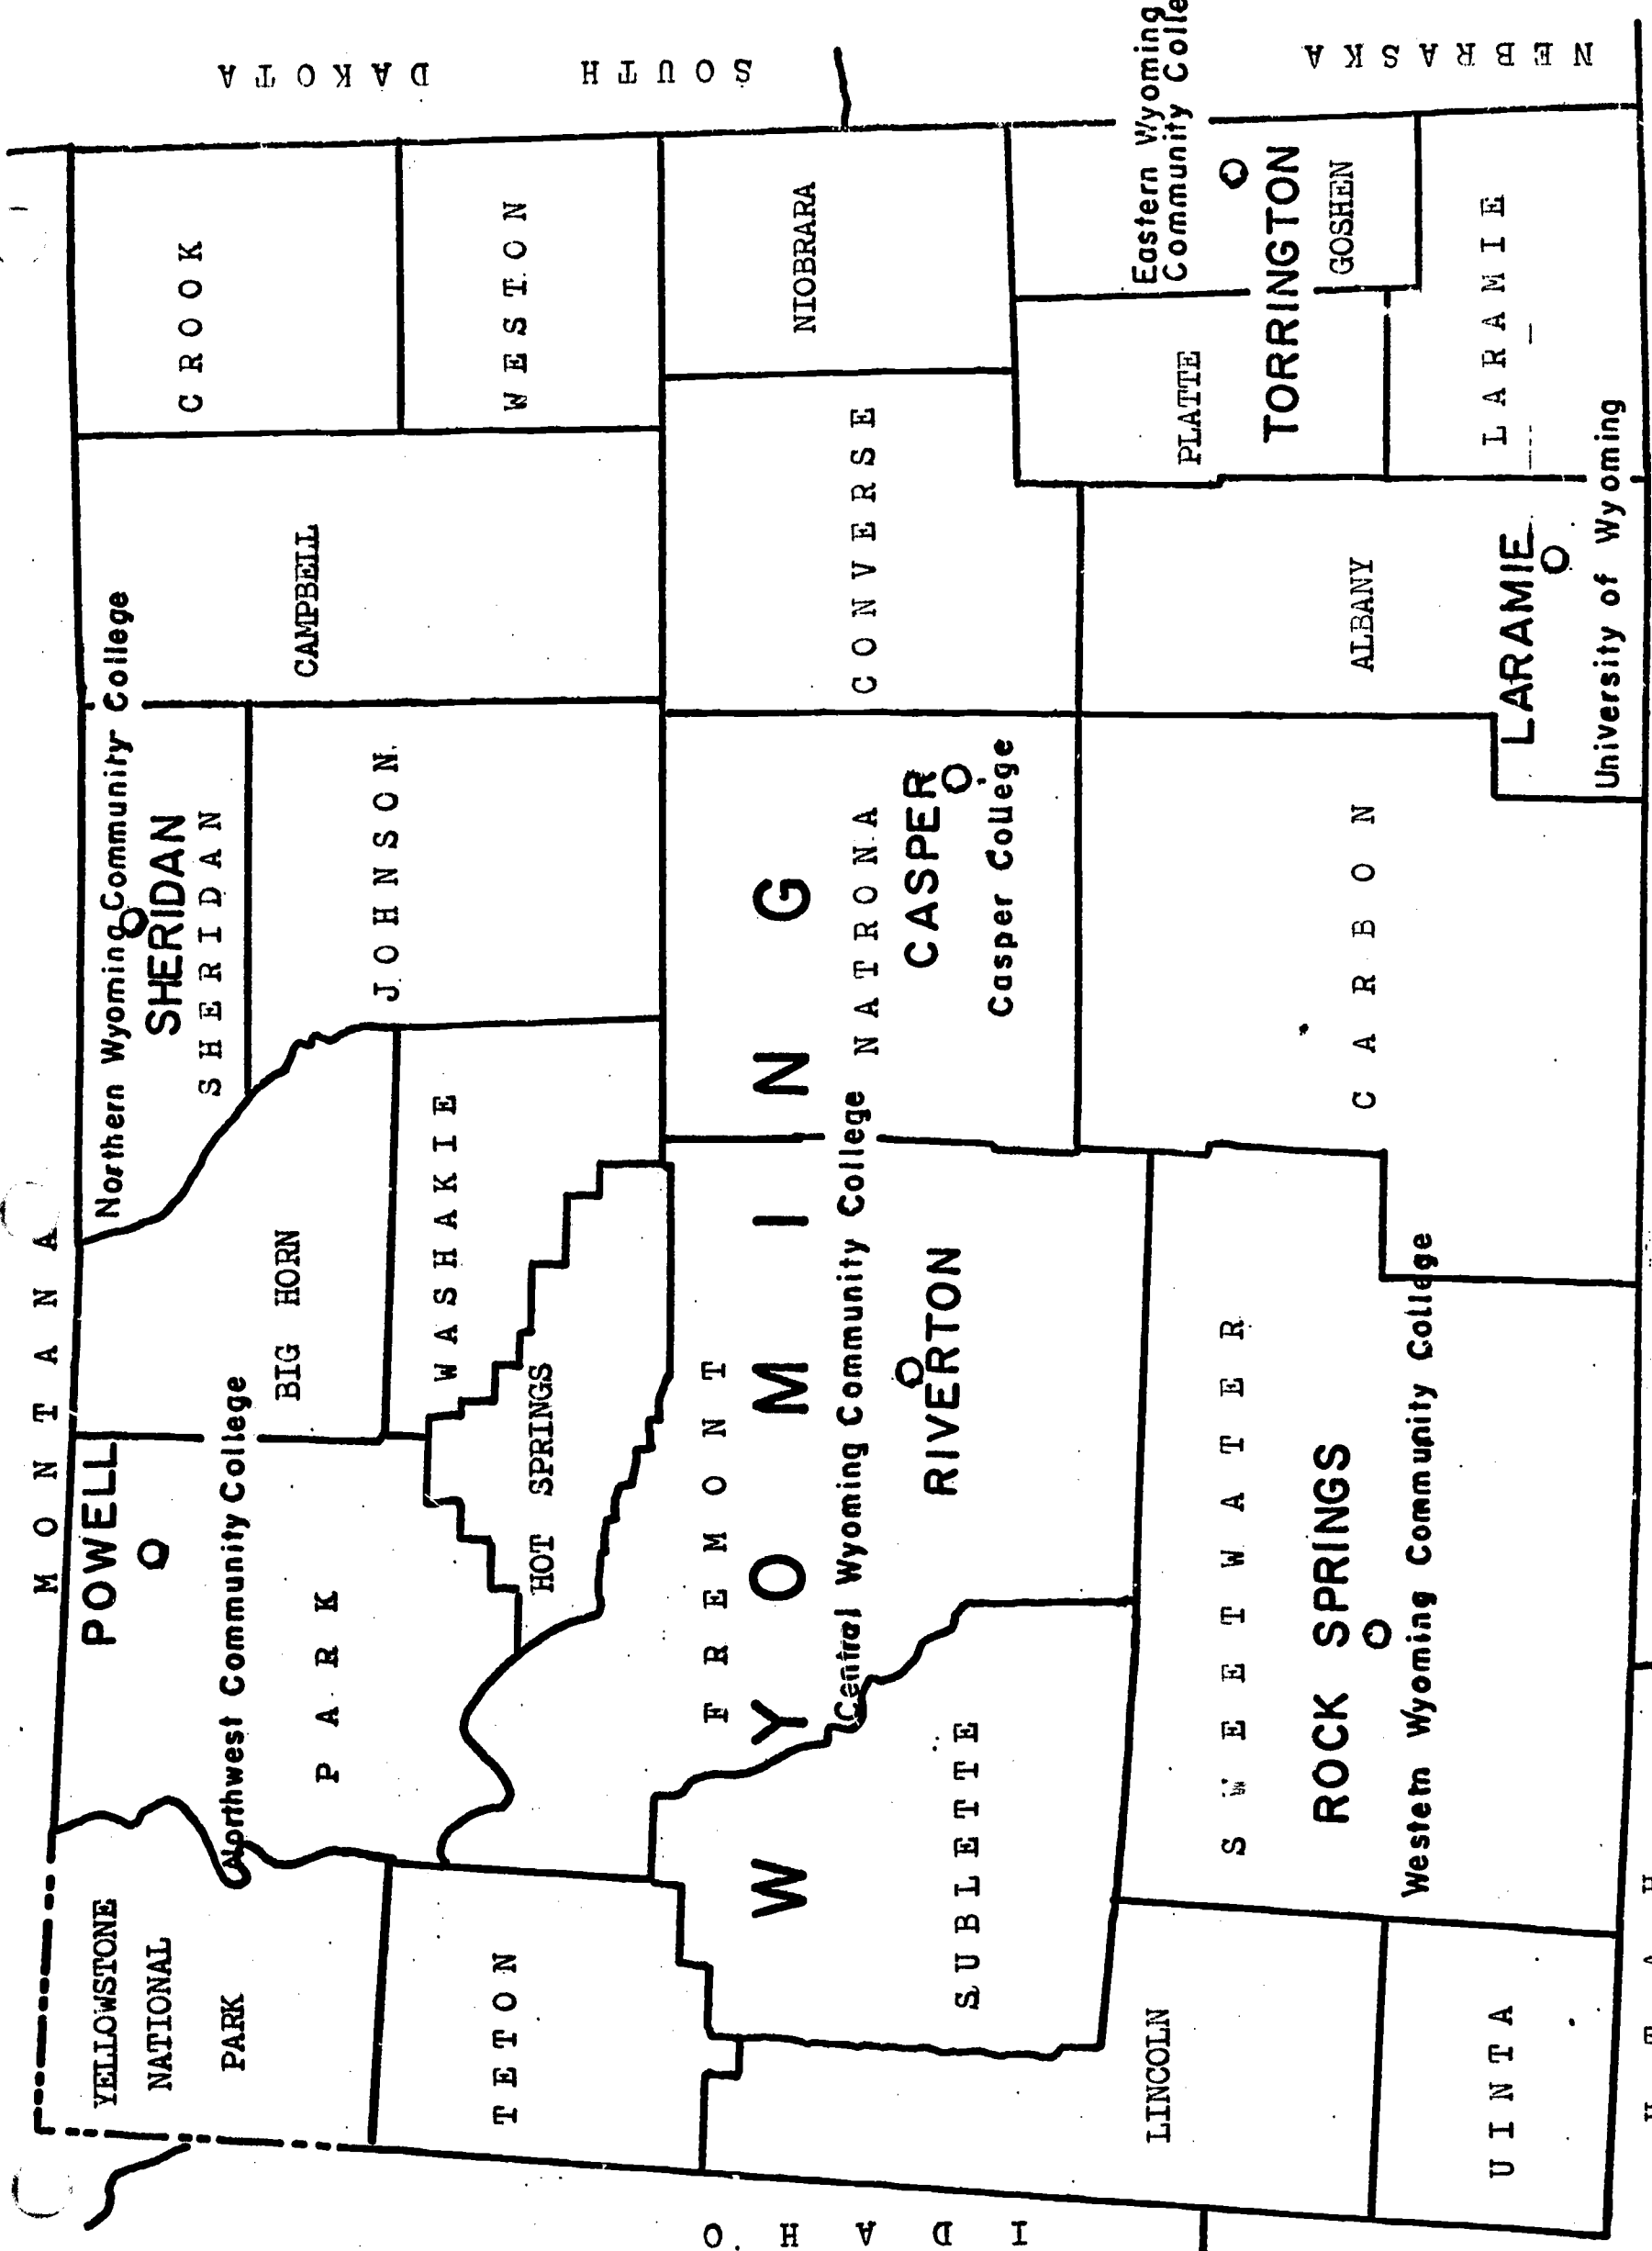 MONTANA
YELLOWSTONE
NATIONAL
PARK
POWELL
Northwest Community College
PARK
BIG HORN
Northern Wyoming Community College
SHERIDAN
SHERIDAN
JOHNSON
CAMPBELL
CROOK
WESTON
SOUTH DAKOTA
TETON
HOT SPRINGS
WASHAKIE
FREMONT
WYOMING
Central Wyoming Community College
RIVERTON
NATRONA
CASPER
Casper College
CONVERSE
NIOBRARA
IDAHO
SUBLETTE
LINCOLN
UINTA
SWEETWATER
ROCK SPRINGS
Western Wyoming Community College
CARBON
ALBANY
LARAMIE
University of Wyoming
PLATTE
Eastern Wyoming
Community Colle
TORRINGTON
GOSHEN
LARAMIE
NEBRASKA
UTAH